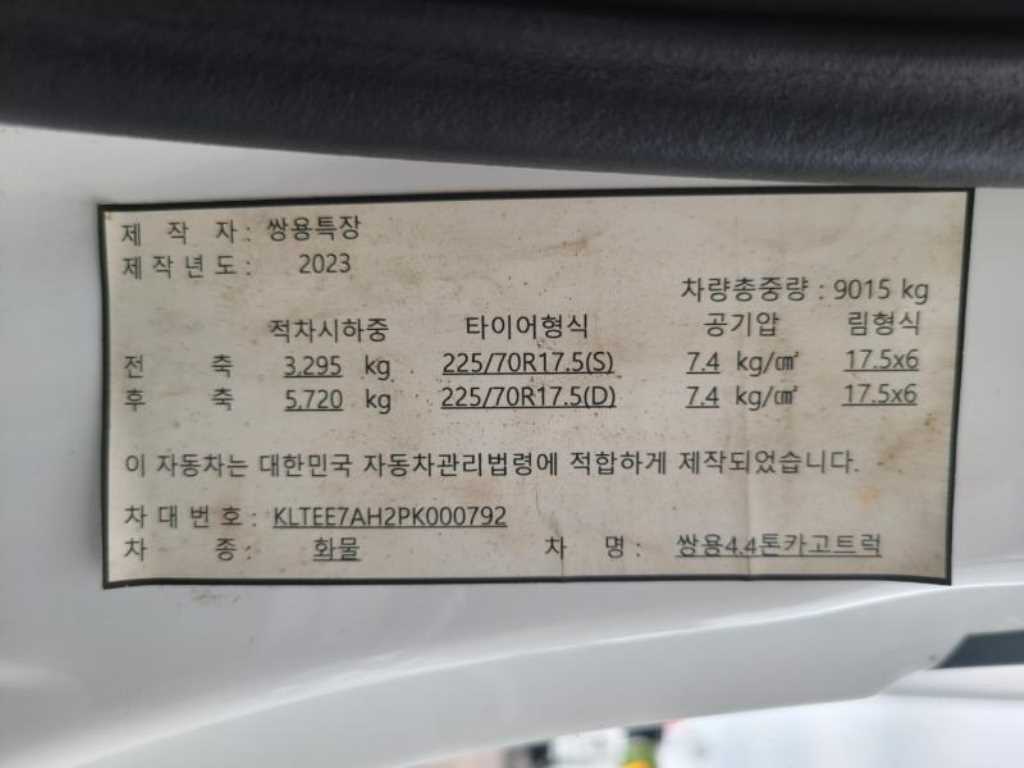 제 작 자 : 쌍용특장
제작년도 : 2023
차량총중량 : 9015 kg
적차시하중 타이어형식 공기압 림형식
전 축 3,295 kg 225/70R17.5(S) 7.4 kg/㎠ 17.5x6
후 축 5,720 kg 225/70R17.5(D) 7.4 kg/㎠ 17.5x6
이 자동차는 대한민국 자동차관리법령에 적합하게 제작되었습니다.
차대번호 : KLTEE7AH2PK000792
차 종 : 화물 차 명 : 쌍용4.4톤카고트럭